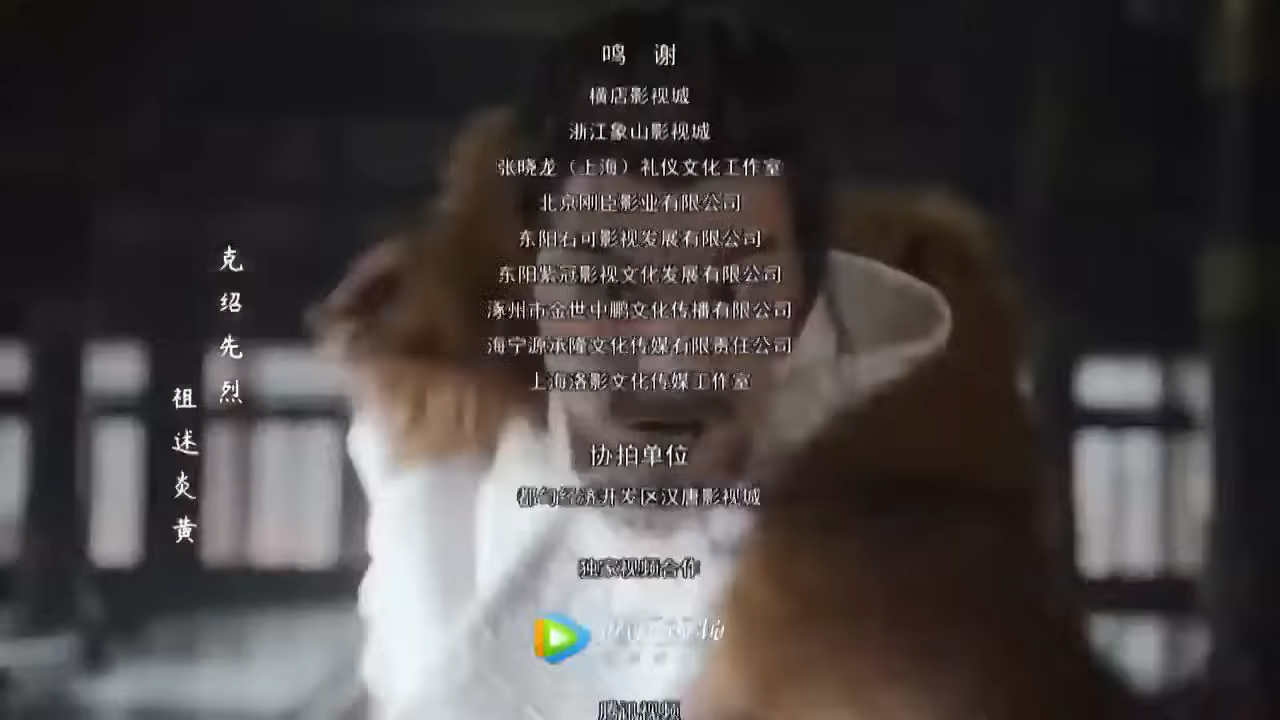 鸣 谢
横店影视城
浙江象山影视城
张晓龙（上海）礼仪文化工作室
北京刚臣影业有限公司
东阳右可影视发展有限公司
东阳紫冠影视文化发展有限公司
涿州市金世中鹏文化传播有限公司
海宁源承隆文化传媒有限责任公司
上海洛影文化传媒工作室
协拍单位
都匀经济开发区汉唐影视城
独家视频合作
腾讯视频
克绍先烈
祖述炎黄